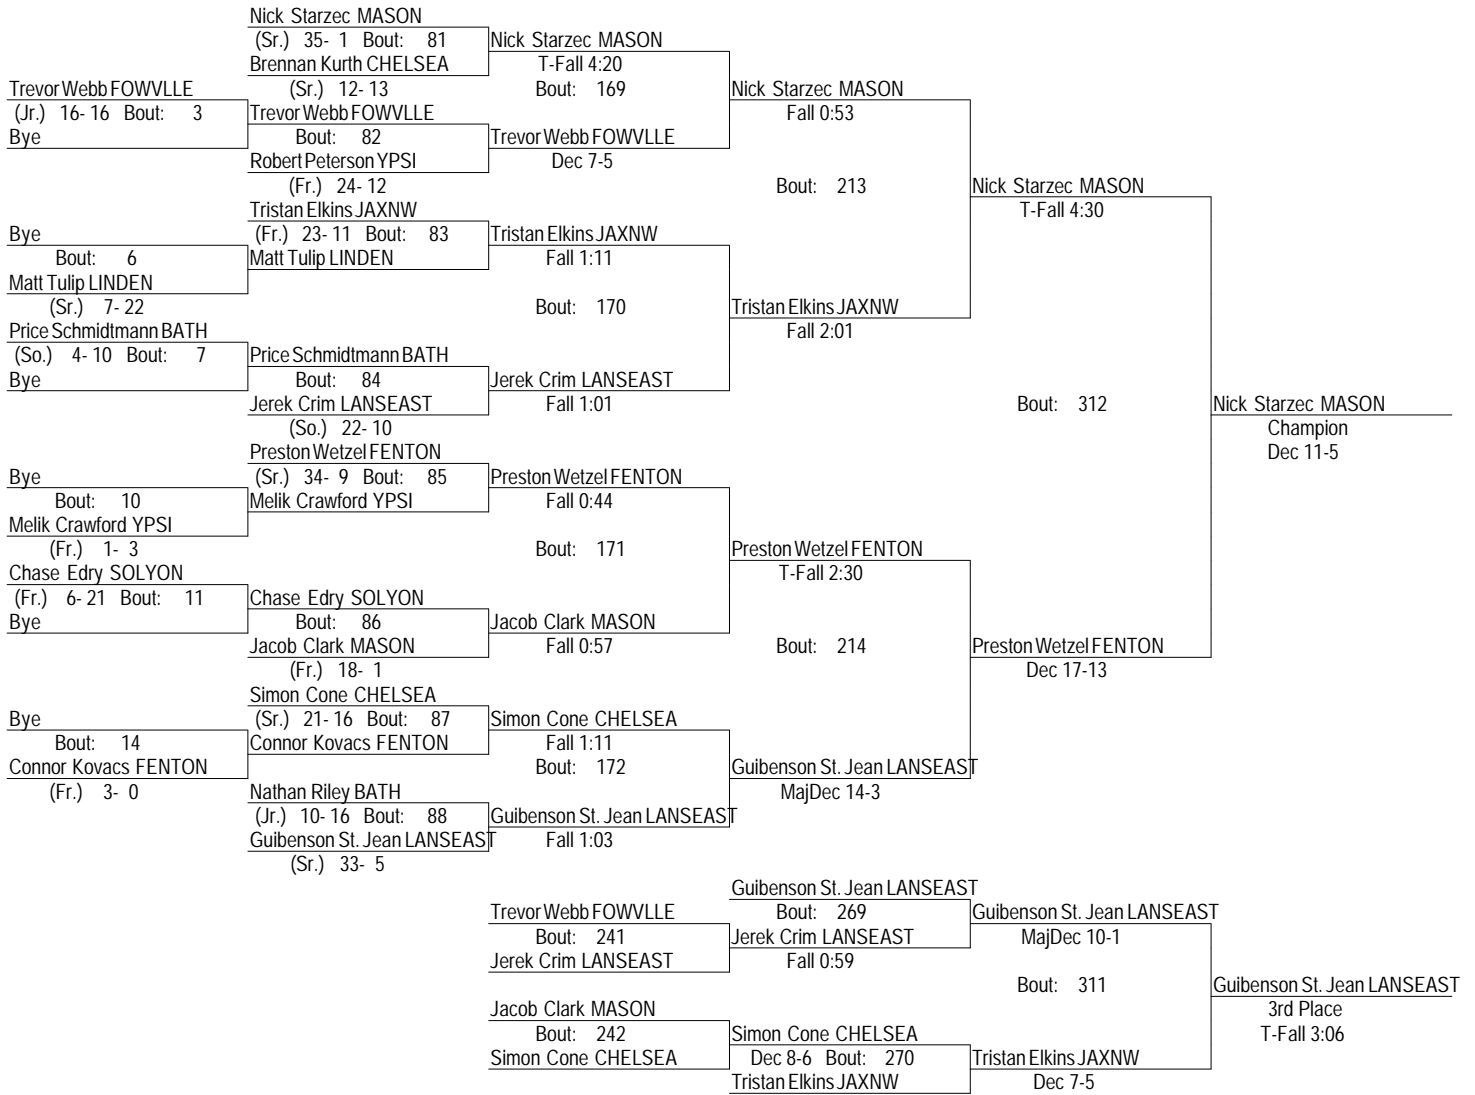 Nick Starzec MASON
(Sr.) 35- 1 Bout: 81
Nick Starzec MASON
Brennan Kurth CHELSEA
T-Fall 4:20
Trevor Webb FOWVLLE
(Sr.) 12- 13
Bout: 169
Nick Starzec MASON
(Jr.) 16- 16 Bout: 3
Trevor Webb FOWVLLE
Fall 0:53
Bye
Bout: 82
Trevor Webb FOWVLLE
Robert Peterson YPSI
Dec 7-5
(Fr.) 24- 12
Bout: 213
Nick Starzec MASON
Tristan Elkins JAXNW
T-Fall 4:30
Bye
(Fr.) 23- 11 Bout: 83
Tristan Elkins JAXNW
Bout: 6
Matt Tulip LINDEN
Fall 1:11
Matt Tulip LINDEN
(Sr.) 7- 22
Bout: 170
Tristan Elkins JAXNW
Price Schmidtmann BATH
Fall 2:01
(So.) 4- 10 Bout: 7
Price Schmidtmann BATH
Bye
Bout: 84
Jerek Crim LANSEAST
Jerek Crim LANSEAST
Fall 1:01
Bout: 312
Nick Starzec MASON
(So.) 22- 10
Champion
Preston Wetzel FENTON
Dec 11-5
Bye
(Sr.) 34- 9 Bout: 85
Preston Wetzel FENTON
Bout: 10
Melik Crawford YPSI
Fall 0:44
Melik Crawford YPSI
(Fr.) 1- 3
Bout: 171
Preston Wetzel FENTON
Chase Edry SOLYON
T-Fall 2:30
(Fr.) 6- 21 Bout: 11
Chase Edry SOLYON
Bye
Bout: 86
Jacob Clark MASON
Jacob Clark MASON
Fall 0:57
Bout: 214
Preston Wetzel FENTON
(Fr.) 18- 1
Dec 17-13
Simon Cone CHELSEA
Bye
(Sr.) 21- 16 Bout: 87
Simon Cone CHELSEA
Bout: 14
Connor Kovacs FENTON
Fall 1:11
Connor Kovacs FENTON
Bout: 172
Guibenson St. Jean LANSEAST
(Fr.) 3- 0
Nathan Riley BATH
MajDec 14-3
(Jr.) 10- 16 Bout: 88
Guibenson St. Jean LANSEAST
Guibenson St. Jean LANSEAST
Fall 1:03
(Sr.) 33- 5
Guibenson St. Jean LANSEAST
Trevor Webb FOWVLLE
Bout: 269
Guibenson St. Jean LANSEAST
Bout: 241
Jerek Crim LANSEAST
MajDec 10-1
Jerek Crim LANSEAST
Fall 0:59
Bout: 311
Guibenson St. Jean LANSEAST
Jacob Clark MASON
3rd Place
Bout: 242
Simon Cone CHELSEA
T-Fall 3:06
Simon Cone CHELSEA
Dec 8-6 Bout: 270
Tristan Elkins JAXNW
Tristan Elkins JAXNW
Dec 7-5